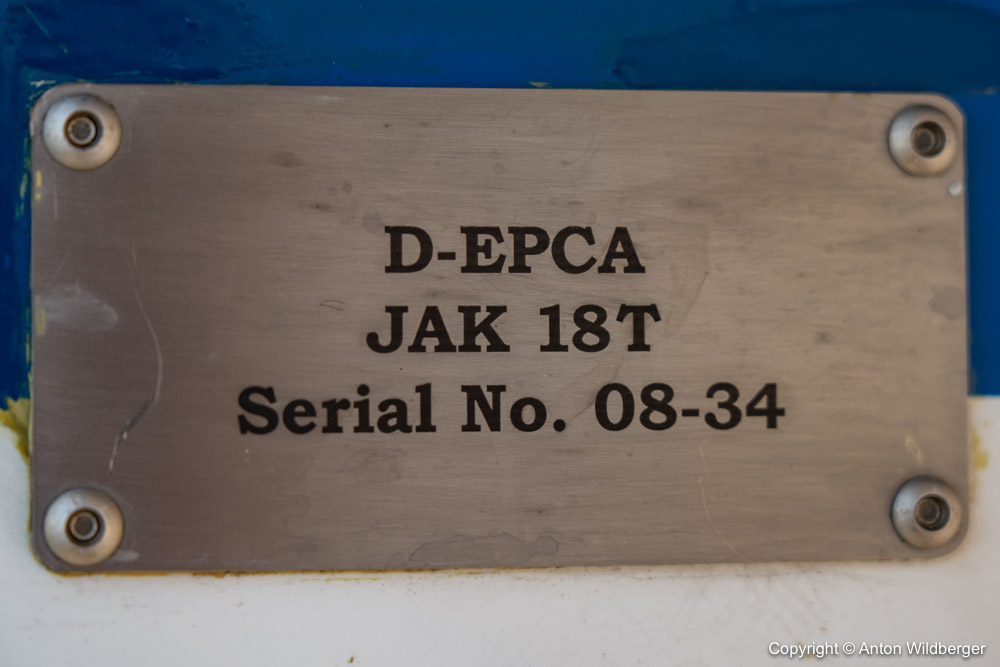 D-EPCA
JAK 18T
Serial No. 08-34
Copyright © Anton Wildberger